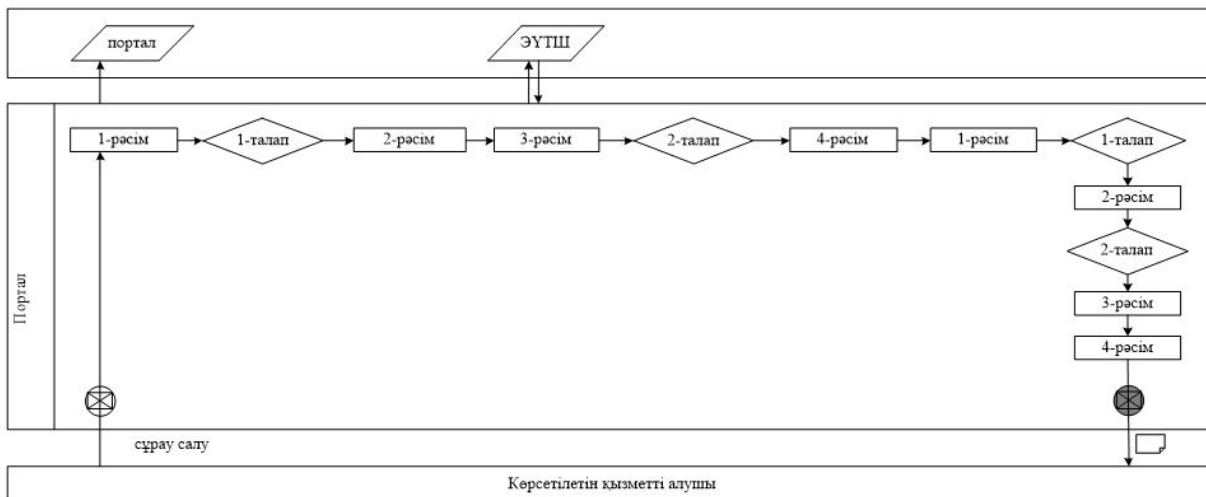 портал
ЭҮТШ
1-рәсім
1-талап
2-рәсім
3-рәсім
2-талап
4-рәсім
1-рәсім
1-талап
2-рәсім
2-талап
3-рәсім
4-рәсім
Портал
сұрау салу
Көрсетілетін қызметті алушы